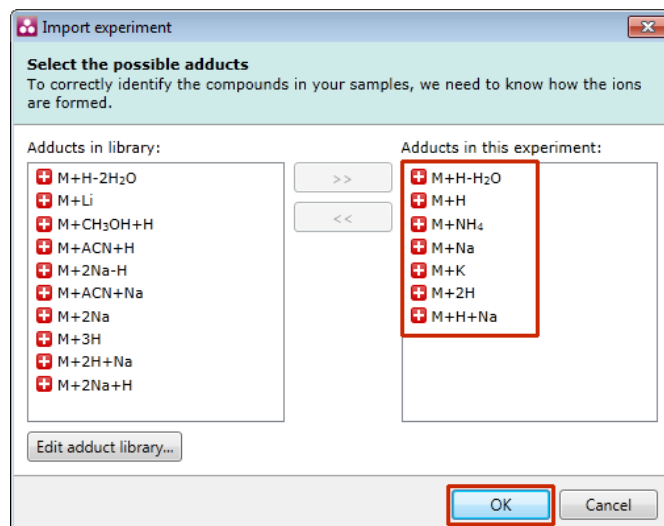 Import experiment
Select the possible adducts
To correctly identify the compounds in your samples, we need to know how the ions
are formed.
Adducts in library:
M+H-2H₂O
M+Li
M+CH₃OH+H
M+ACN+H
M+2Na-H
M+ACN+Na
M+2Na
M+3H
M+2H+Na
M+2Na+H
>>
<<
Adducts in this experiment:
M+H-H₂O
M+H
M+NH₄
M+Na
M+K
M+2H
M+H+Na
Edit adduct library...
OK
Cancel